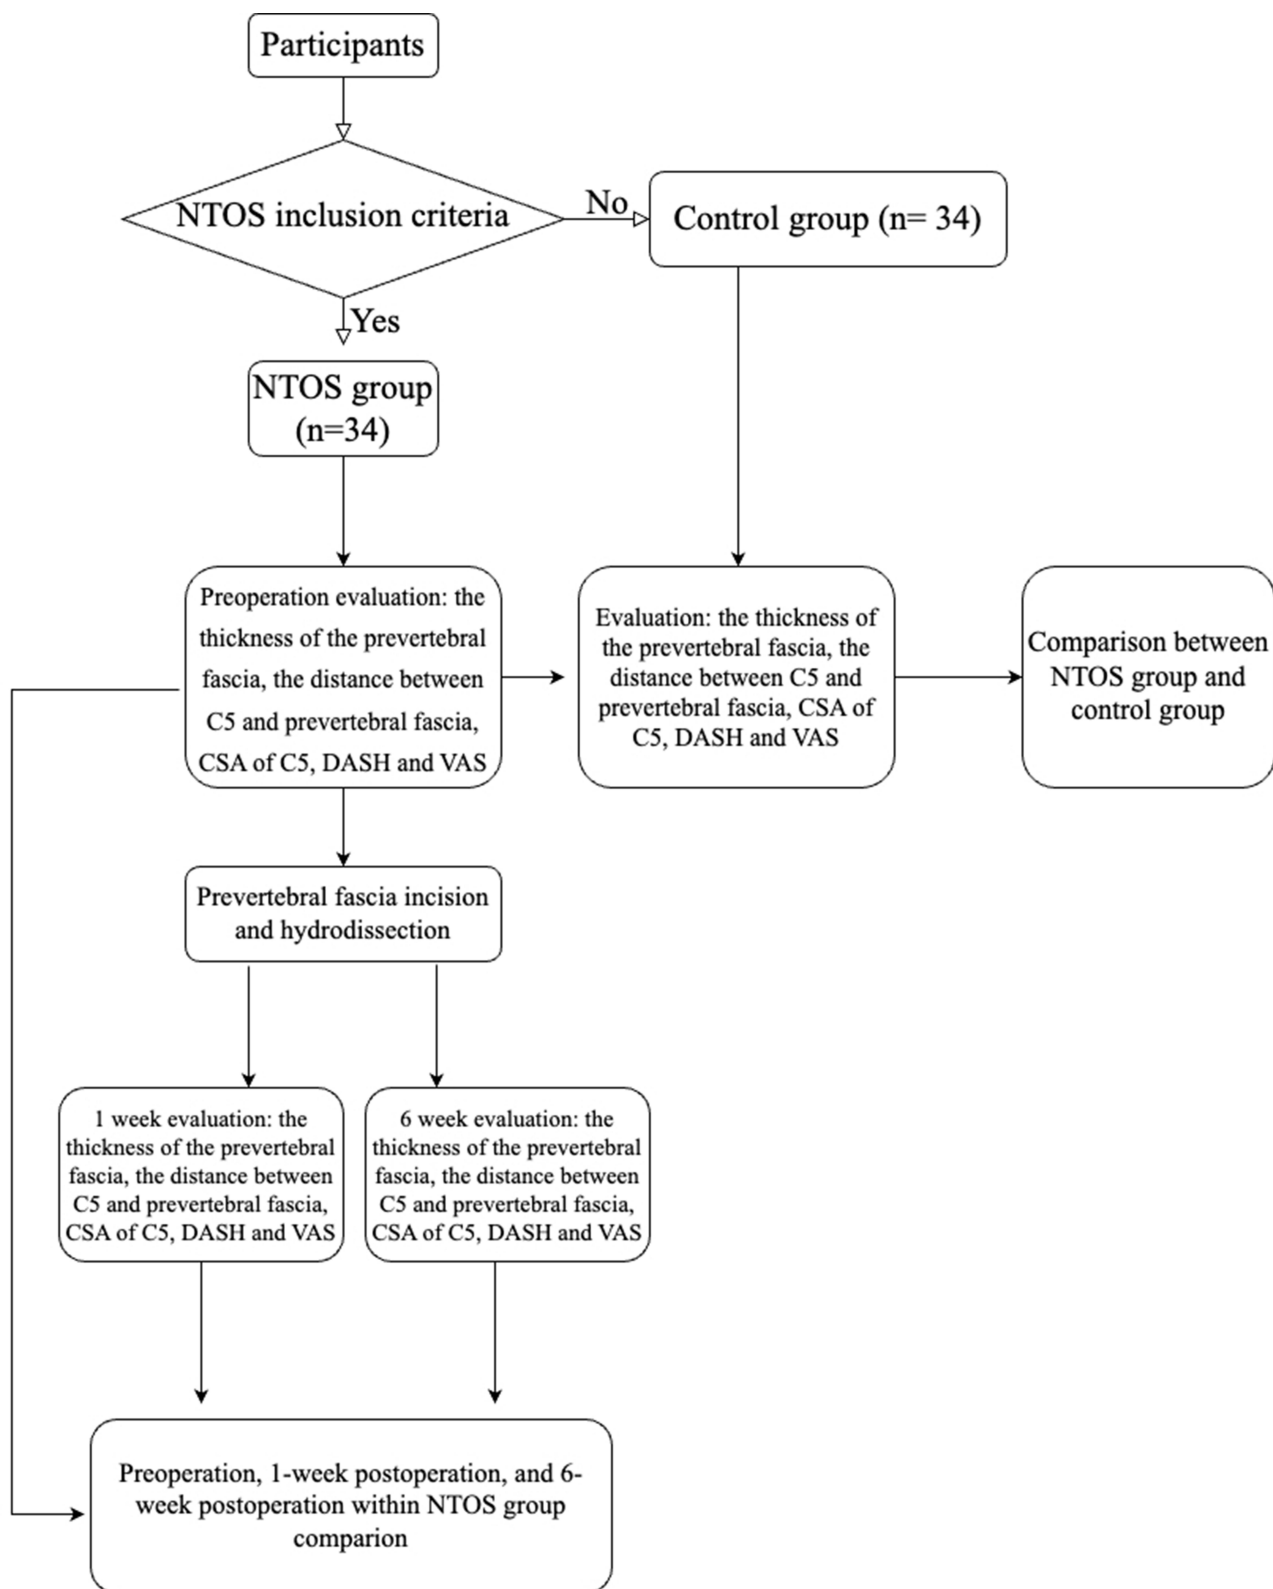 Participants
NTOS inclusion criteria
No
Control group (n= 34)
Yes
NTOS group
(n=34)
Preoperation evaluation: the
thickness of the prevertebral
fascia, the distance between
C5 and prevertebral fascia,
CSA of C5, DASH and VAS
Evaluation: the thickness of
the prevertebral fascia, the
distance between C5 and
prevertebral fascia, CSA of
C5, DASH and VAS
Comparison between
NTOS group and
control group
Prevertebral fascia incision
and hydrodissection
1 week evaluation: the
thickness of the prevertebral
fascia, the distance between
C5 and prevertebral fascia,
CSA of C5, DASH and VAS
6 week evaluation: the
thickness of the prevertebral
fascia, the distance between
C5 and prevertebral fascia,
CSA of C5, DASH and VAS
Preoperation, 1-week postoperation, and 6-
week postoperation within NTOS group
comparion